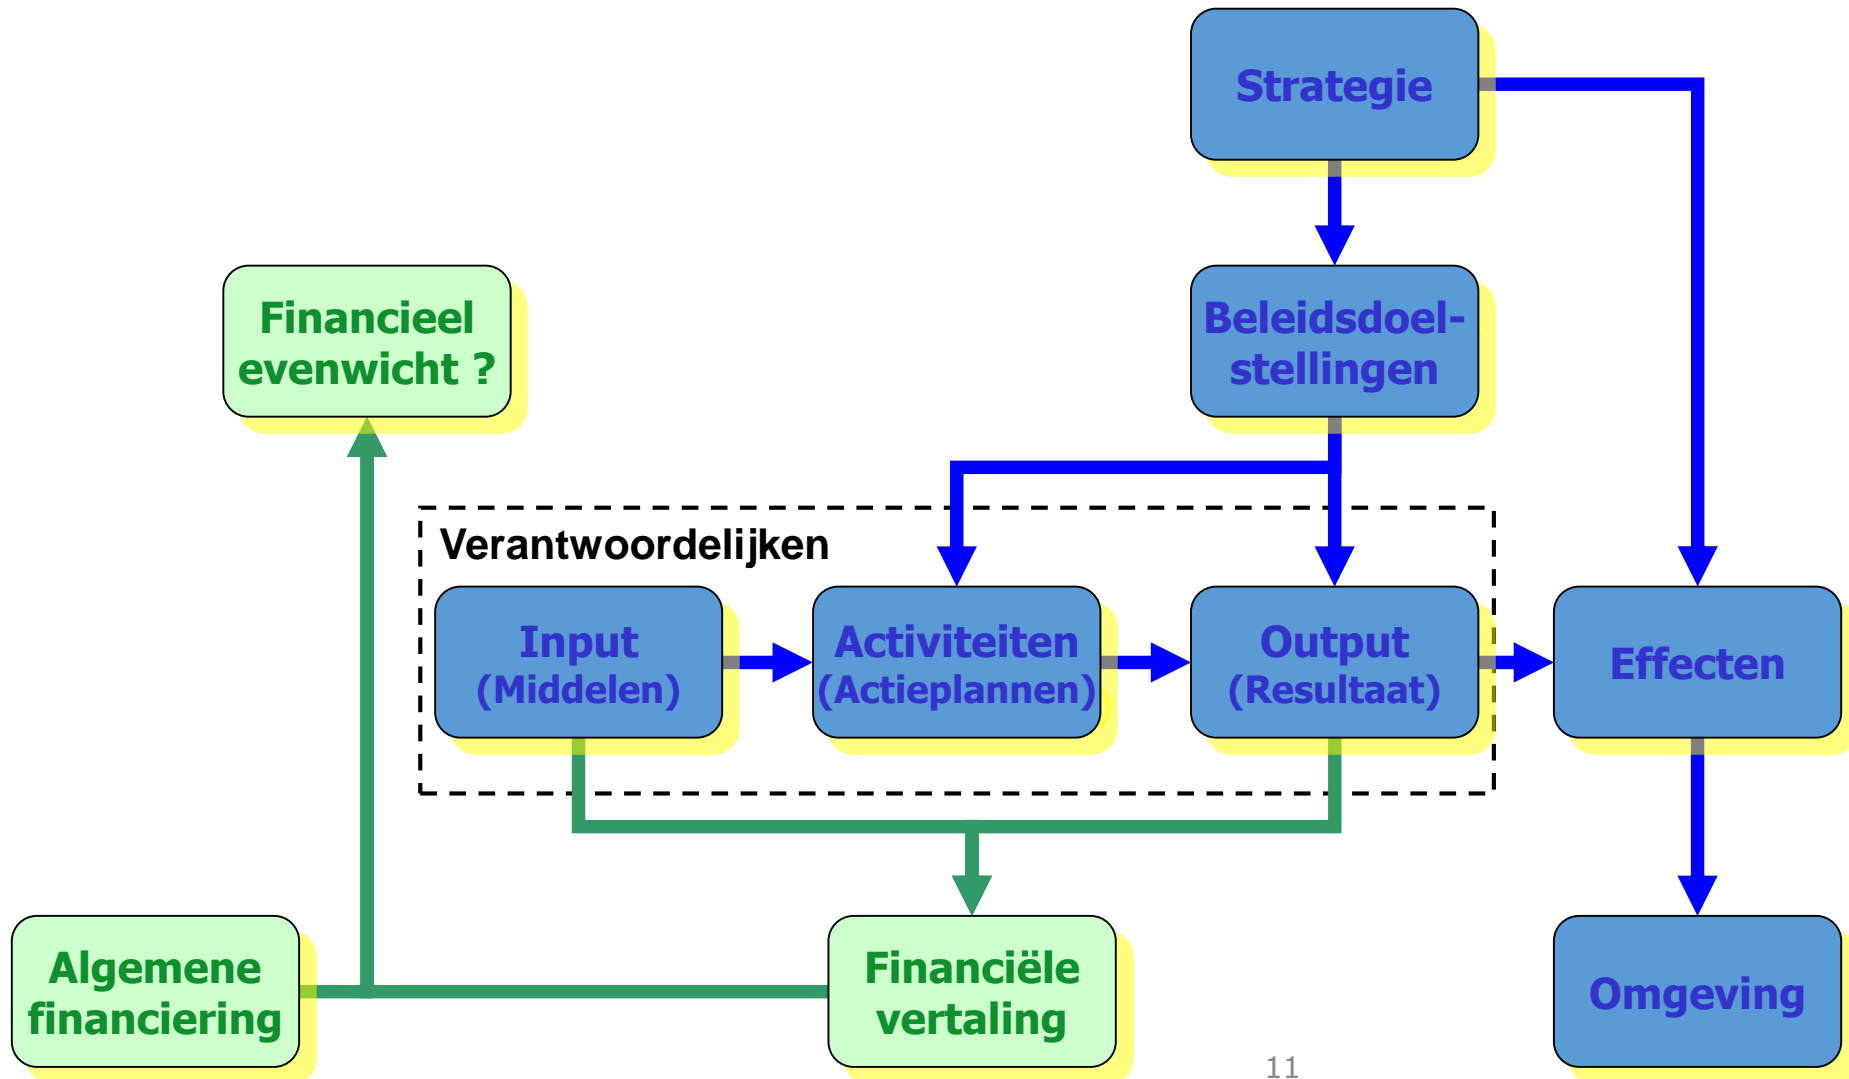 Strategie
Financieel
evenwicht ?
Beleidsdoel-
stellingen
Verantwoordelijken
Input
(Middelen)
Activiteiten
(Actieplannen)
Output
(Resultaat)
Effecten
Algemene
financiering
Financiële
vertaling
Omgeving
11